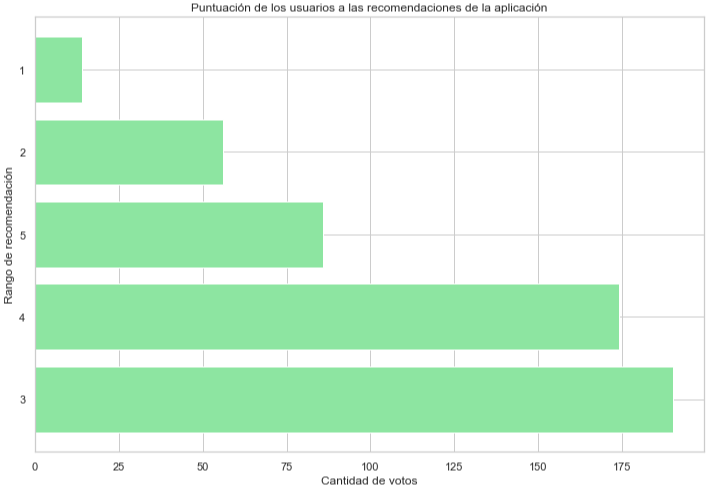 Puntuación de los usuarios a las recomendaciones de la aplicación
Rango de recomendación
1
2
5
4
3
0 25 50 75 100 125 150 175
Cantidad de votos